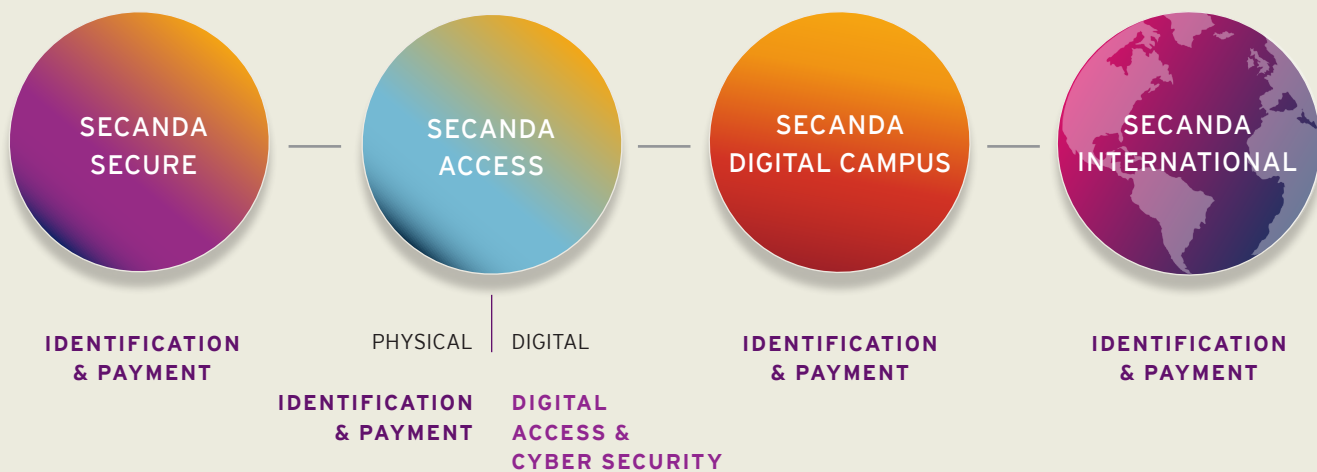 SECANDA
SECURE
SECANDA
ACCESS
SECANDA
DIGITAL CAMPUS
SECANDA
INTERNATIONAL
IDENTIFICATION
& PAYMENT
PHYSICAL
DIGITAL
IDENTIFICATION
& PAYMENT
DIGITAL
ACCESS &
CYBER SECURITY
IDENTIFICATION
& PAYMENT
IDENTIFICATION
& PAYMENT